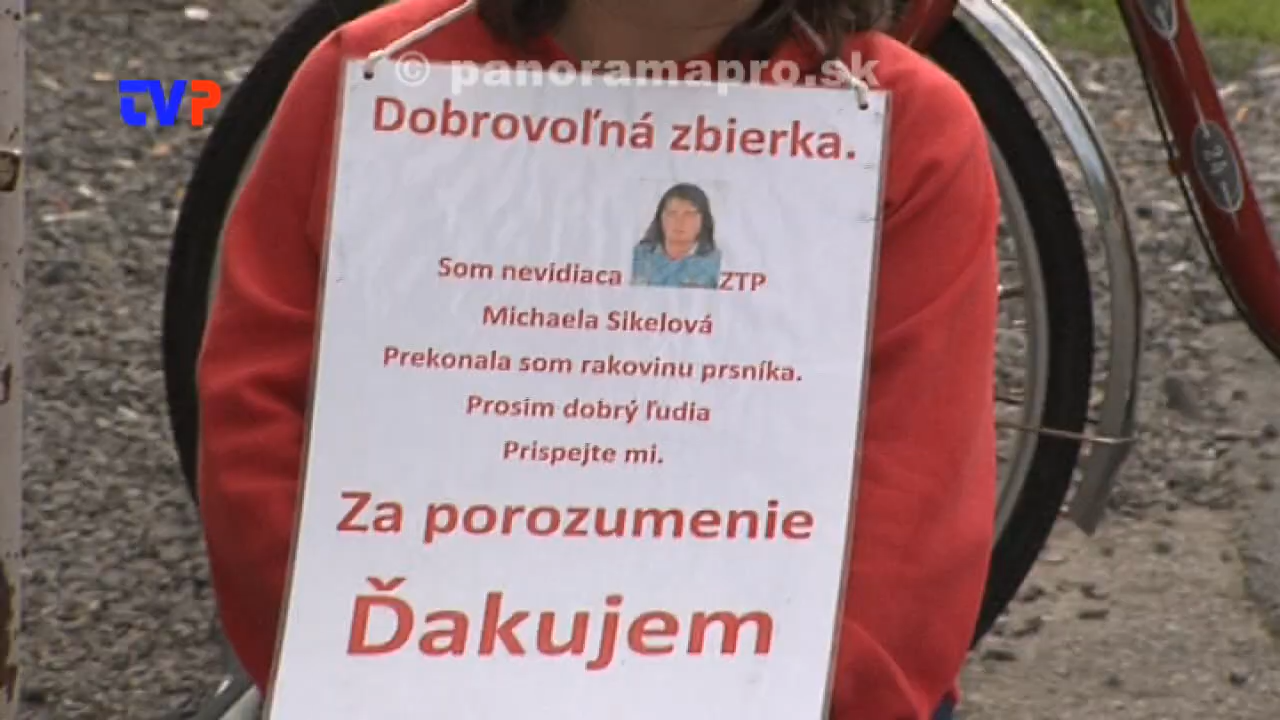 © panoramapro.sk
TVP
Dobrovoľná zbierka.
Som nevidiaca ZTP
Michaela Sikelová
Prekonala som rakovinu prsníka.
Prosím dobrý ľudia
Prispejte mi.
Za porozumenie
Ďakujem